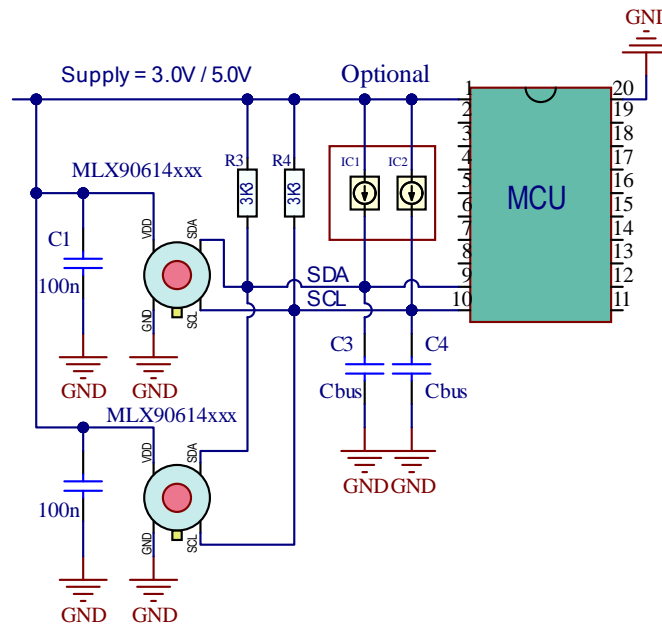 GND
Supply = 3.0V / 5.0V
Optional
1
20
2
19
3
18
4
17
5
16
6
15
7
14
8
13
9
12
10
11
MCU
MLX90614xxx
R3
R4
3K3
3K3
IC1
IC2
VDD
SDA
C1
100n
GND
SCL
SDA
SCL
GND
GND
C3
C4
Cbus
Cbus
MLX90614xxx
VDD
SDA
100n
GND
SCL
GND
GND
GND
GND